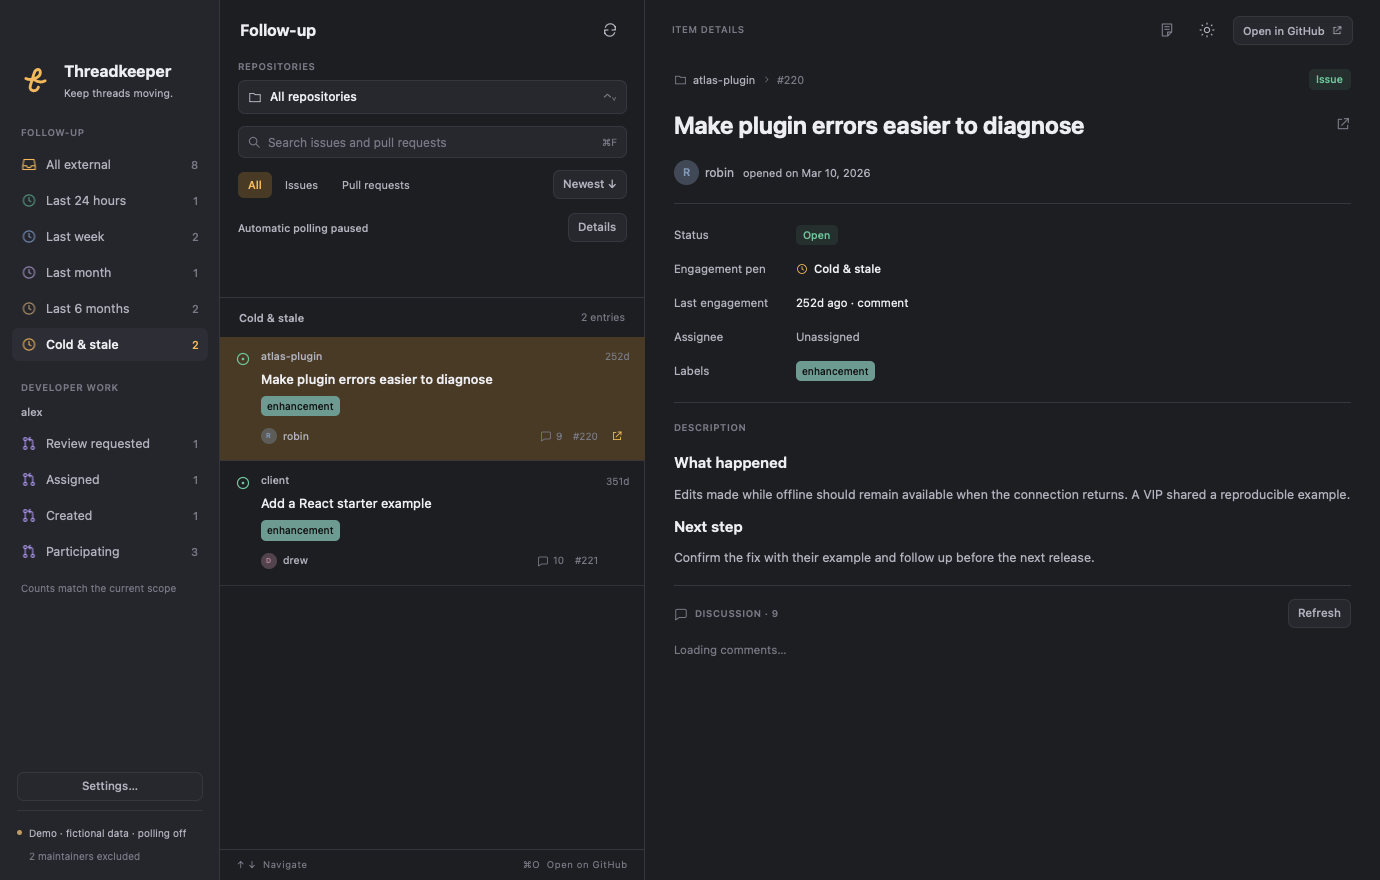 Threadkeeper
Keep threads moving.
FOLLOW-UP
All external 8
Last 24 hours 1
Last week 2
Last month 1
Last 6 months 2
Cold & stale 2
DEVELOPER WORK
alex
Review requested 1
Assigned 1
Created 1
Participating 3
Counts match the current scope
Settings...
Demo · fictional data · polling off
2 maintainers excluded
Follow-up
REPOSITORIES
All repositories
Search issues and pull requests ⌘F
All Issues Pull requests Newest ↓
Automatic polling paused Details
Cold & stale 2 entries
atlas-plugin 252d
Make plugin errors easier to diagnose
enhancement
R robin 9 #220
client 351d
Add a React starter example
enhancement
D drew 10 #221
↑ ↓ Navigate ⌘O Open on GitHub
ITEM DETAILS Open in GitHub
atlas-plugin › #220 Issue
Make plugin errors easier to diagnose
R robin opened on Mar 10, 2026
Status Open
Engagement pen Cold & stale
Last engagement 252d ago · comment
Assignee Unassigned
Labels enhancement
DESCRIPTION
What happened
Edits made while offline should remain available when the connection returns. A VIP shared a reproducible example.
Next step
Confirm the fix with their example and follow up before the next release.
DISCUSSION · 9 Refresh
Loading comments...